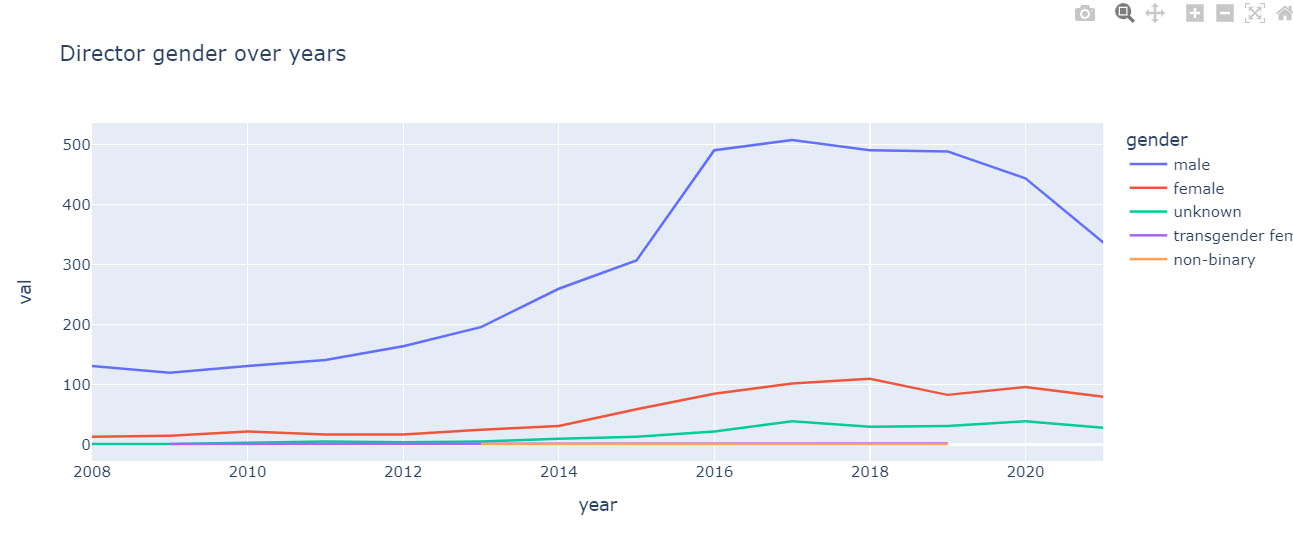 Director gender over years
gender
male
female
unknown
transgender fem
non-binary
500
400
300
200
100
0
val
2008 2010 2012 2014 2016 2018 2020
year